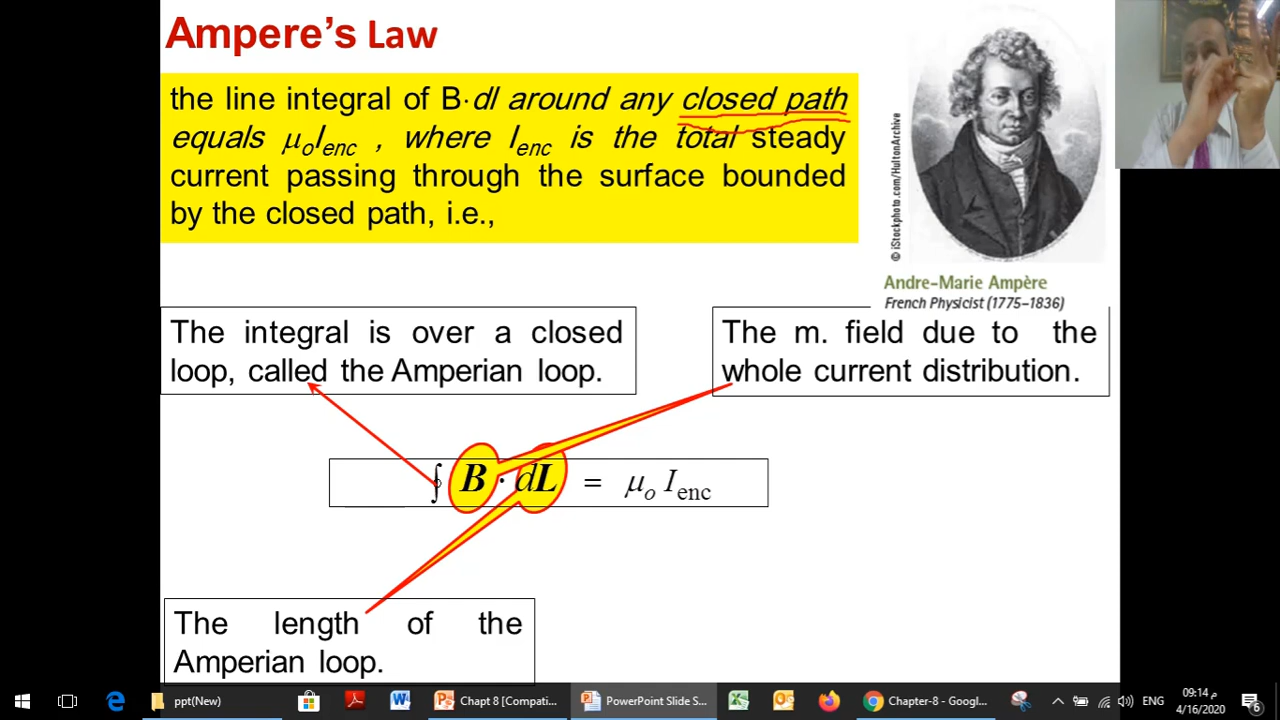 Ampere's Law
the line integral of B·dl around any closed path
equals μoIenc , where Ienc is the total steady
current passing through the surface bounded
by the closed path, i.e.,
© iStockphoto.com/HultonArchive
Andre-Marie Ampère
French Physicist (1775–1836)
The integral is over a closed
loop, called the Amperian loop.
The m. field due to the
whole current distribution.
∮ B · dL = μo Ienc
The length of the
Amperian loop.
ppt(New)
Chapt 8 [Compati...
PowerPoint Slide S...
Chapter-8 - Googl...
ENG
09:14 م
4/16/2020
6